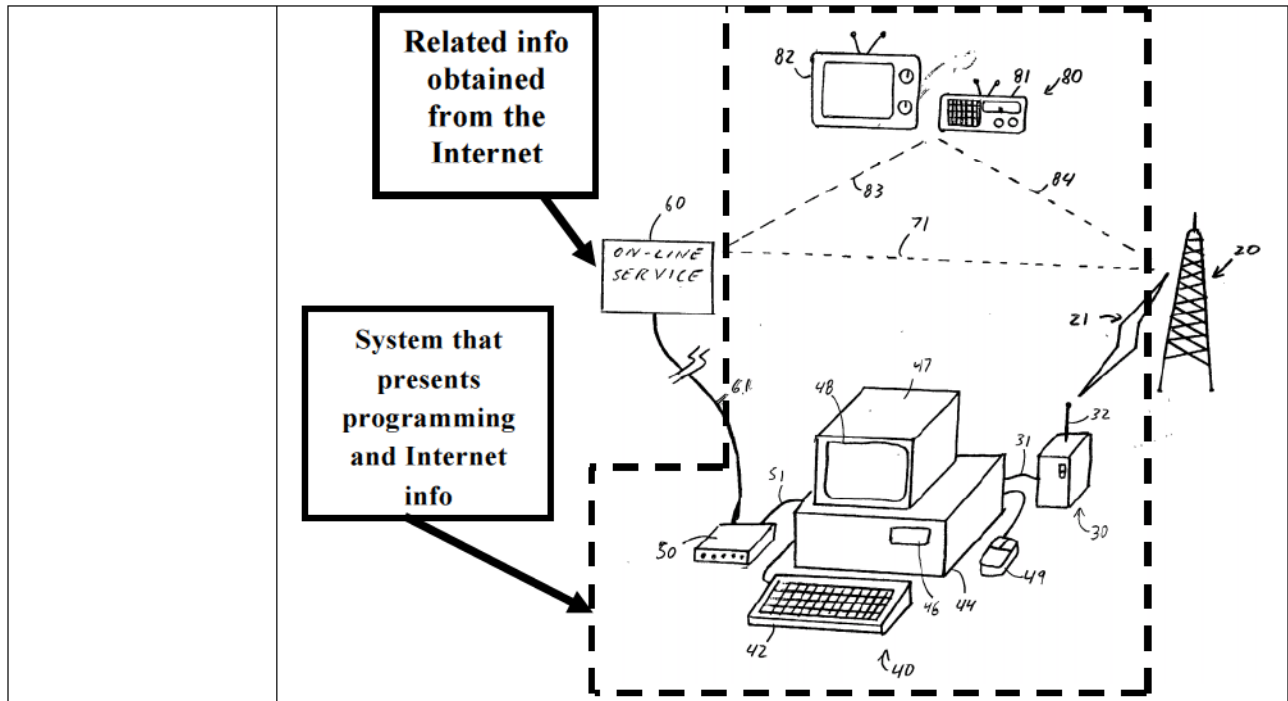 Related info
obtained
from the
Internet
82
81
80
83
84
60
71
ON-LINE
SERVICE
20
21
System that
presents
programming
and Internet
info
47
48
61
32
31
51
50
30
49
46
44
42
40